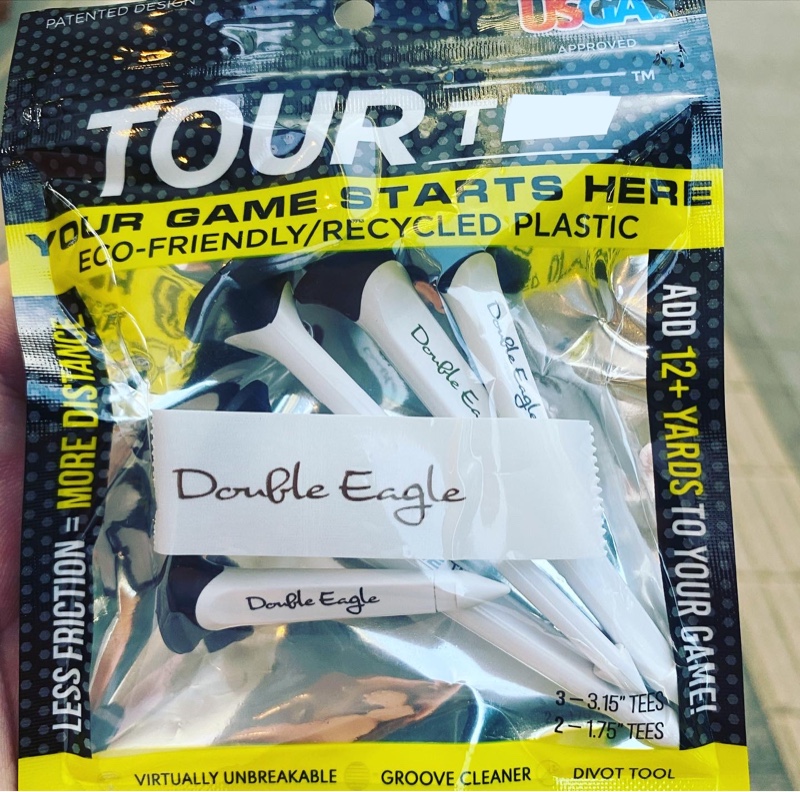 PATENTED DESIGN
USGA
APPROVED
TOUR T
TM
YOUR GAME STARTS HERE
ECO-FRIENDLY/RECYCLED PLASTIC
LESS FRICTION = MORE DISTANCE
ADD 12+ YARDS TO YOUR GAME!
Double Ea
Double Eagle
Double Eagle
Double Eagle
3 – 3.15" TEES
2 – 1.75" TEES
VIRTUALLY UNBREAKABLE
GROOVE CLEANER
DIVOT TOOL